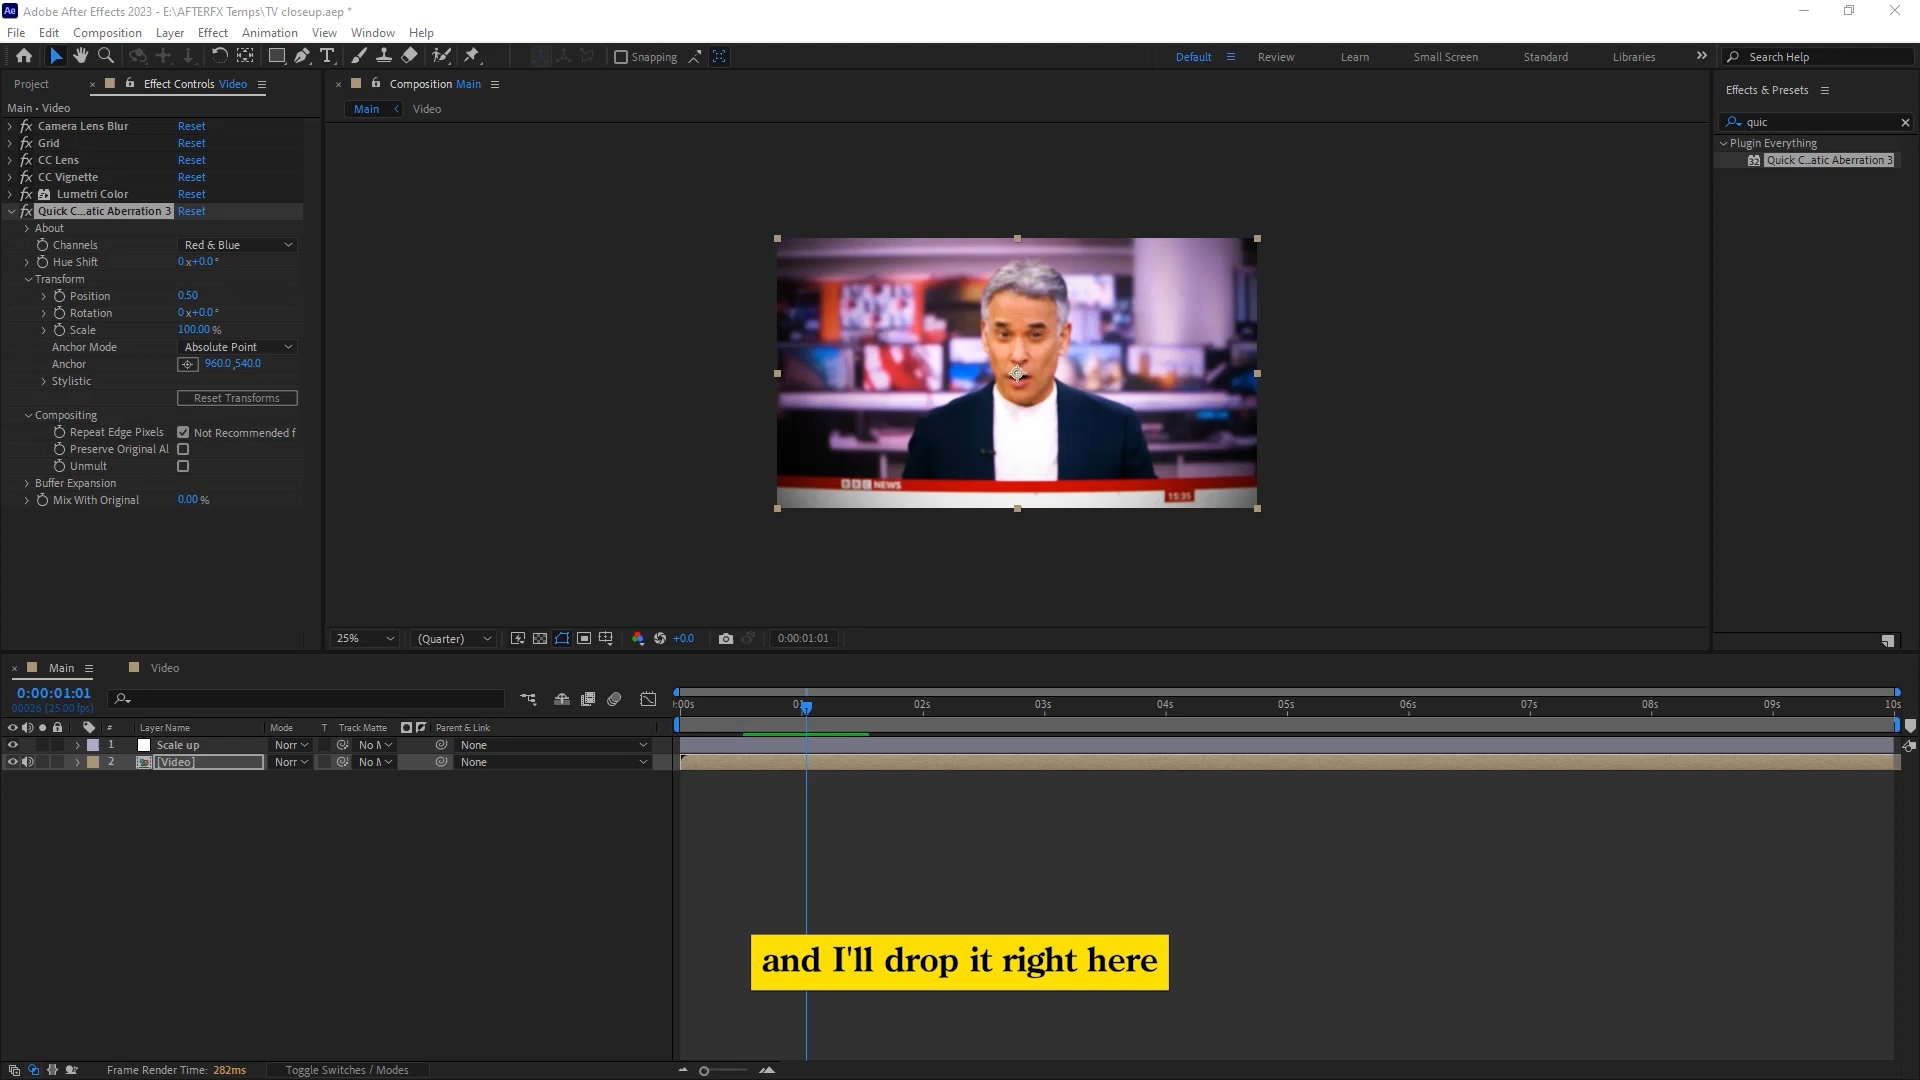 Ae Adobe After Effects 2023 - E:\AFTERFX Temps\TV closeup.aep *
File Edit Composition Layer Effect Animation View Window Help
Snapping Default Review Learn Small Screen Standard Libraries Search Help
Project Effect Controls Video
Composition Main
Effects & Presets
Main • Video
Main Video
quic
Camera Lens Blur Reset
Grid Reset
CC Lens Reset
CC Vignette Reset
Lumetri Color Reset
Quick C...atic Aberration 3 Reset
About
Channels Red & Blue
Hue Shift 0x+0.0°
Transform
Position 0.50
Rotation 0x+0.0°
Scale 100.00 %
Anchor Mode Absolute Point
Anchor 960.0,540.0
Stylistic
Reset Transforms
Compositing
Repeat Edge Pixels Not Recommended f
Preserve Original Al
Unmult
Buffer Expansion
Mix With Original 0.00 %
Plugin Everything
32 Quick C...atic Aberration 3
BBC NEWS
15:35
25% (Quarter) +0.0 0:00:01:01
Main Video
0:00:01:01
00026 (25.00 fps)
# Layer Name Mode T Track Matte Parent & Link
1 Scale up Norr No M None
2 [Video] Norr No M None
:00s 01 02s 03s 04s 05s 06s 07s 08s 09s 10s
and I'll drop it right here
Frame Render Time: 282ms Toggle Switches / Modes